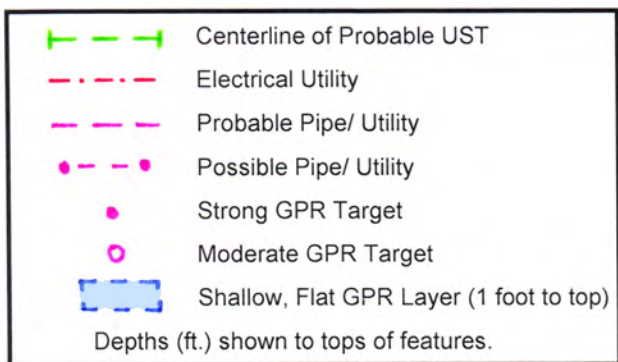 Centerline of Probable UST
Electrical Utility
Probable Pipe/ Utility
Possible Pipe/ Utility
Strong GPR Target
Moderate GPR Target
Shallow, Flat GPR Layer (1 foot to top)
Depths (ft.) shown to tops of features.